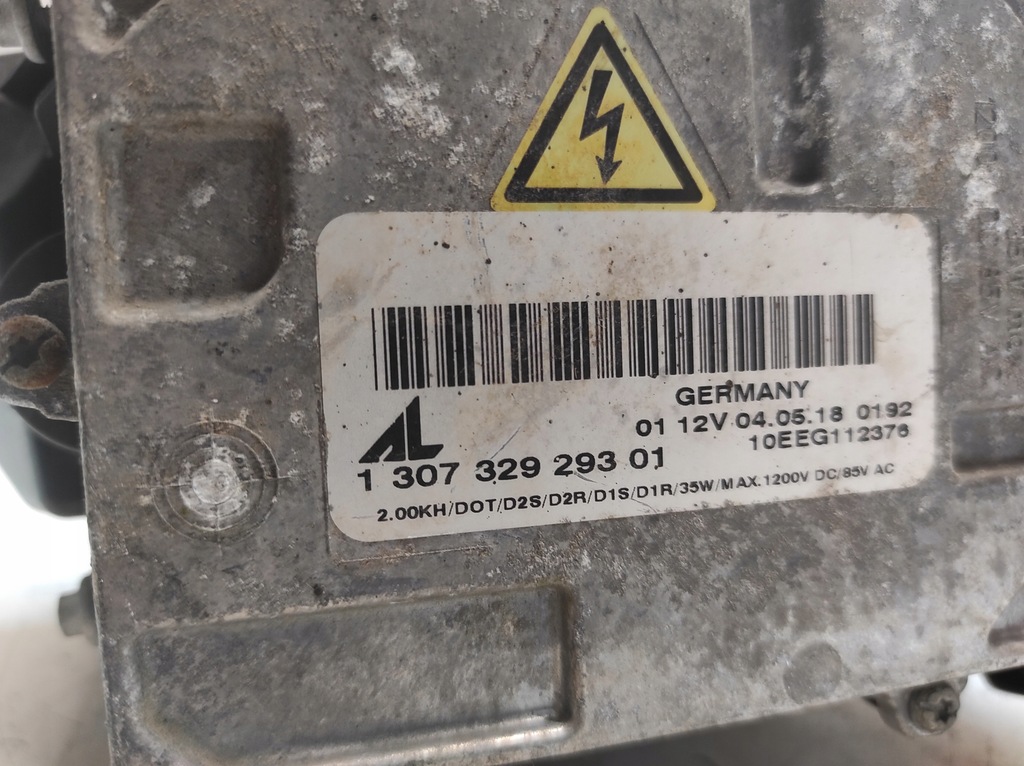 GERMANY
01 12V 04.05.18 0192
10EEG112376
AL
1 307 329 293 01
2.00KH/DOT/D2S/D2R/D1S/D1R/35W/MAX.1200V DC/85V AC